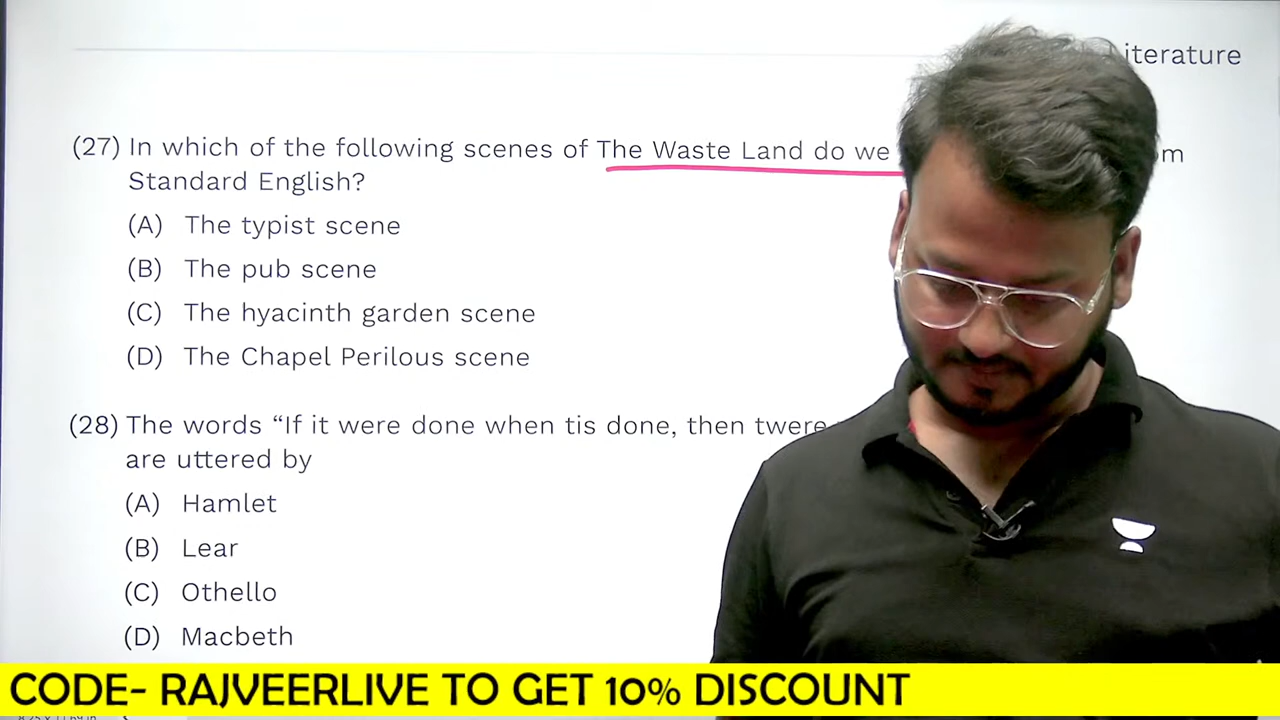 iterature
(27) In which of the following scenes of The Waste Land do we m
Standard English?
(A) The typist scene
(B) The pub scene
(C) The hyacinth garden scene
(D) The Chapel Perilous scene
(28) The words “If it were done when tis done, then twere
are uttered by
(A) Hamlet
(B) Lear
(C) Othello
(D) Macbeth
CODE- RAJVEERLIVE TO GET 10% DISCOUNT